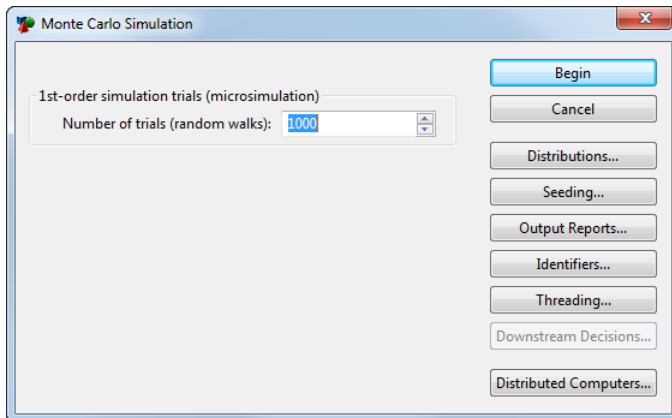 Monte Carlo Simulation
x
1st-order simulation trials (microsimulation)
Number of trials (random walks): 1000
Begin
Cancel
Distributions...
Seeding...
Output Reports...
Identifiers...
Threading...
Downstream Decisions...
Distributed Computers...